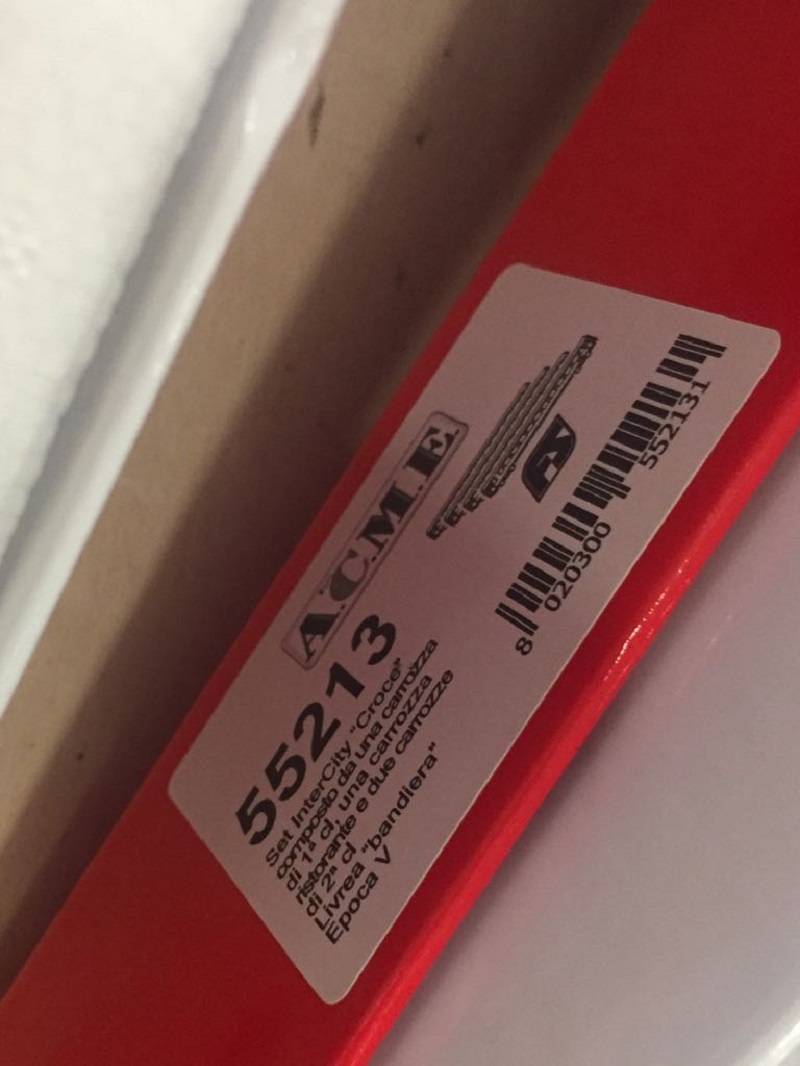 A.C.M.E.
55213
Set InterCity "Croce"
composto da una carrozza
di 1ª cl, una carrozza
ristorante e due carrozze
di 2ª cl
Livrea "bandiera"
Epoca V
FS
8 020300 552131